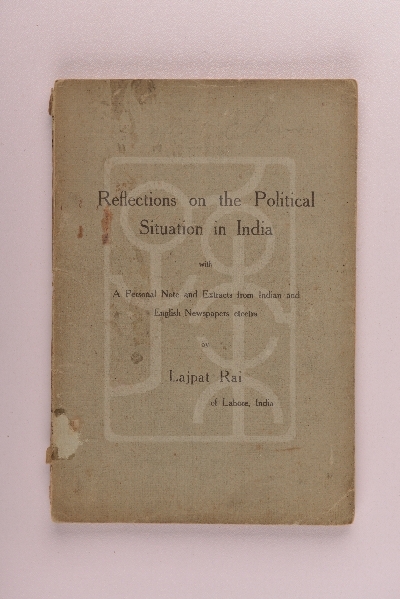 Reflections on the Political
Situation in India
with
A Personal Note and Extracts from Indian and
English Newspapers etcetra
BY
Lajpat Rai
of Lahore, India